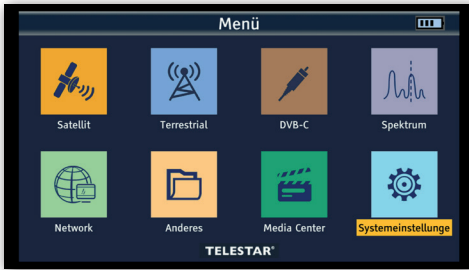 Menü
Satellit Terrestrial DVB-C Spektrum
Network Anderes Media Center Systemeinstellunge
TELESTAR®